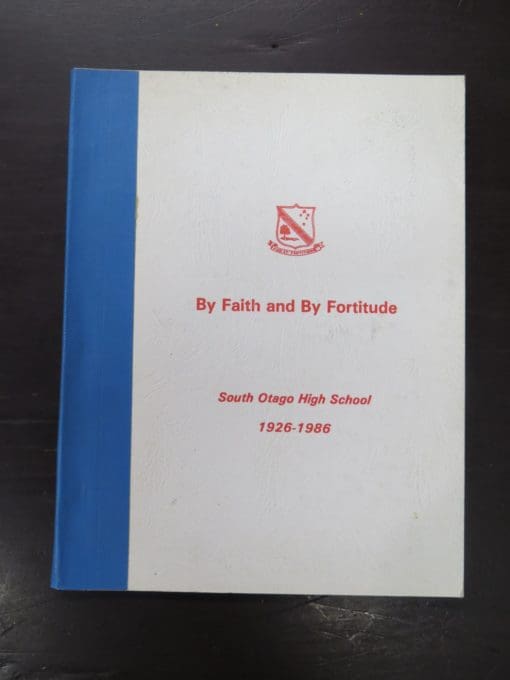 By Faith and By Fortitude
South Otago High School
1926-1986